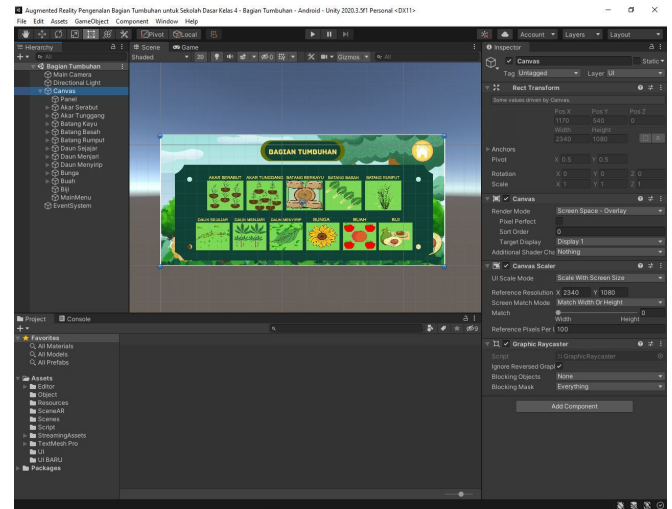 Augmented Reality Pengenalan Bagian Tumbuhan untuk Sekolah Dasar Kelas 4 - Bagian Tumbuhan - Android - Unity 2020.3.5f1 Personal <DX11>
File Edit Assets GameObject Component Window Help
Pivot Local Account Layers Layout
Hierarchy
All
Bagian Tumbuhan
Main Camera
Directional Light
Canvas
Panel
Akar Serabut
Akar Tunggang
Batang Kayu
Batang Basah
Batang Rumput
Daun Sejajar
Daun Menjari
Daun Menyirip
Bunga
Buah
Biji
MainMenu
EventSystem
Scene Game
Shaded 2D 0 Gizmos All
BAGIAN TUMBUHAN
AKAR SERABUT AKAR TUNGGANG BATANG BERKAYU BATANG BASAH BATANG RUMPUT
DAUN SEJAJAR DAUN MENJARI DAUN MENYIRIP BUNGA BUAH BIJI
Inspector
Canvas Static
Tag Untagged Layer UI
Rect Transform
Some values driven by Canvas.
Pos X Pos Y Pos Z
1170 540 0
Width Height
2340 1080
Anchors
Pivot X 0.5 Y 0.5
Rotation X 0 Y 0 Z 0
Scale X 1 Y 1 Z 1
Canvas
Render Mode Screen Space - Overlay
Pixel Perfect
Sort Order 0
Target Display Display 1
Additional Shader Cha Nothing
Canvas Scaler
UI Scale Mode Scale With Screen Size
Reference Resolution X 2340 Y 1080
Screen Match Mode Match Width Or Height
Match 0
Width Height
Reference Pixels Per 100
Graphic Raycaster
Script GraphicRaycaster
Ignore Reversed Grapl
Blocking Objects None
Blocking Mask Everything
Add Component
Project Console
Favorites
All Materials
All Models
All Prefabs
Assets
Editor
Object
Resources
SceneAR
Scenes
Script
StreamingAssets
TextMesh Pro
UI
UI BARU
Packages